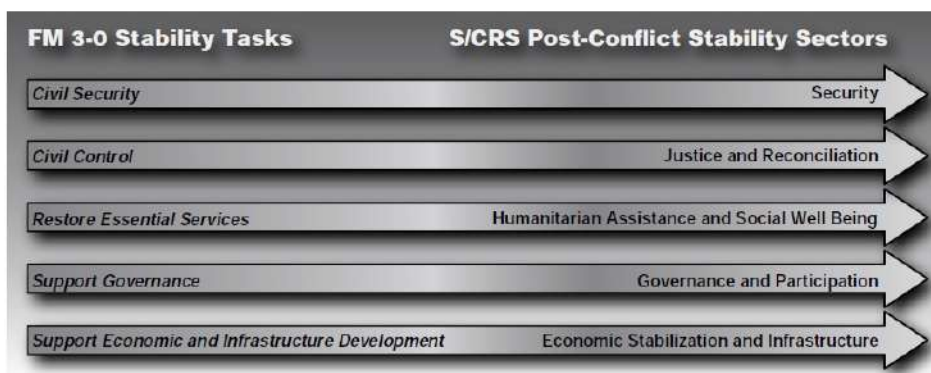 FM 3-0 Stability Tasks S/CRS Post-Conflict Stability Sectors
Civil Security Security
Civil Control Justice and Reconciliation
Restore Essential Services Humanitarian Assistance and Social Well Being
Support Governance Governance and Participation
Support Economic and Infrastructure Development Economic Stabilization and Infrastructure